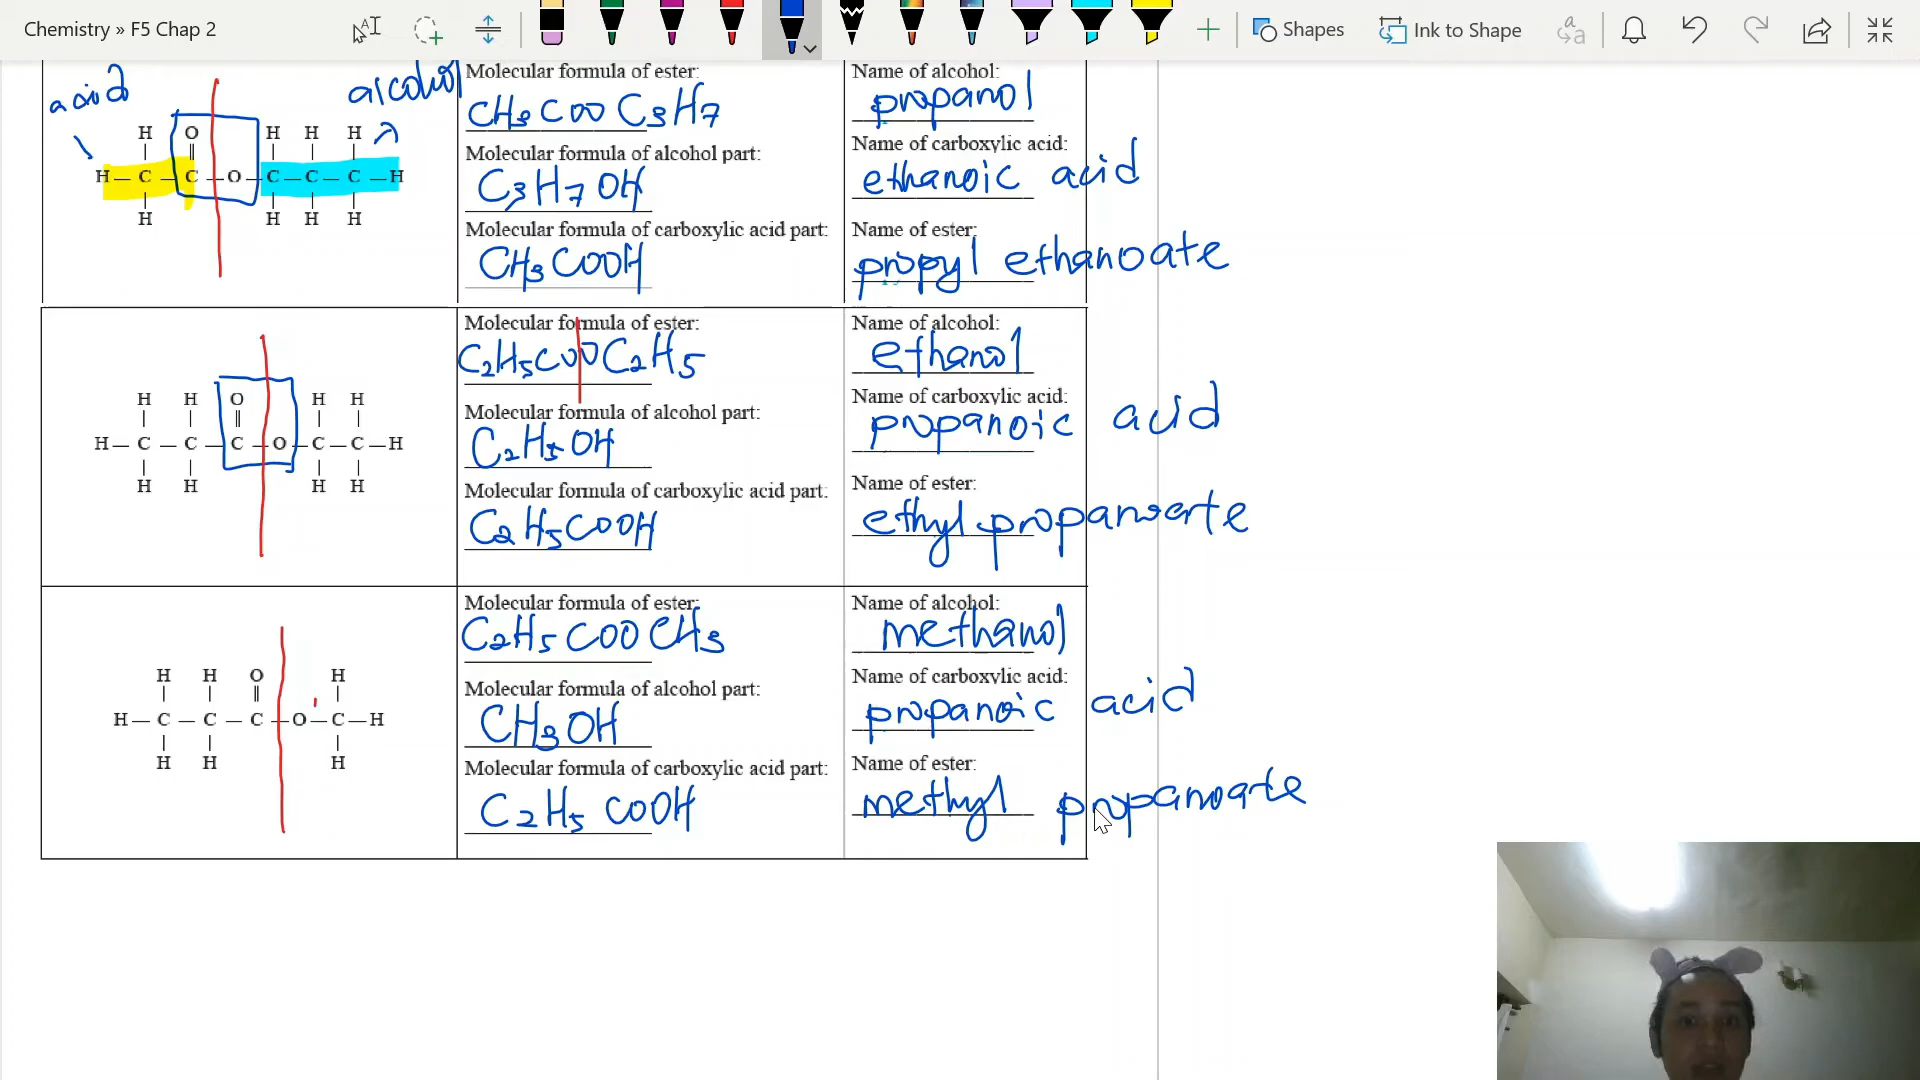 Chemistry » F5 Chap 2
Shapes
Ink to Shape
acid
alcohol
H O H H H
H — C — C — O — C — C — C — H
H H H H
Molecular formula of ester:
CH3COOC3H7
Molecular formula of alcohol part:
C3H7OH
Molecular formula of carboxylic acid part:
CH3COOH
Name of alcohol:
propanol
Name of carboxylic acid:
ethanoic acid
Name of ester:
propyl ethanoate
H H O H H
H — C — C — C — O — C — C — H
H H H H
Molecular formula of ester:
C2H5COOC2H5
Molecular formula of alcohol part:
C2H5OH
Molecular formula of carboxylic acid part:
C2H5COOH
Name of alcohol:
ethanol
Name of carboxylic acid:
propanoic acid
Name of ester:
ethyl propanoate
H H O H
H — C — C — C — O — C — H
H H H
Molecular formula of ester:
C2H5COOCH3
Molecular formula of alcohol part:
CH3OH
Molecular formula of carboxylic acid part:
C2H5COOH
Name of alcohol:
methanol
Name of carboxylic acid:
propanoic acid
Name of ester:
methyl propanoate